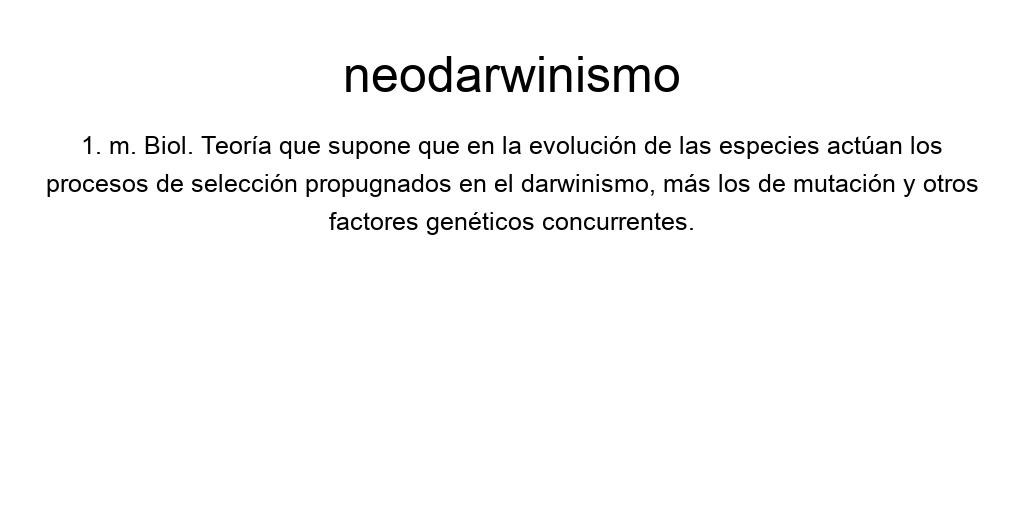 neodarwinismo
1. m. Biol. Teoría que supone que en la evolución de las especies actúan los
procesos de selección propugnados en el darwinismo, más los de mutación y otros
factores genéticos concurrentes.